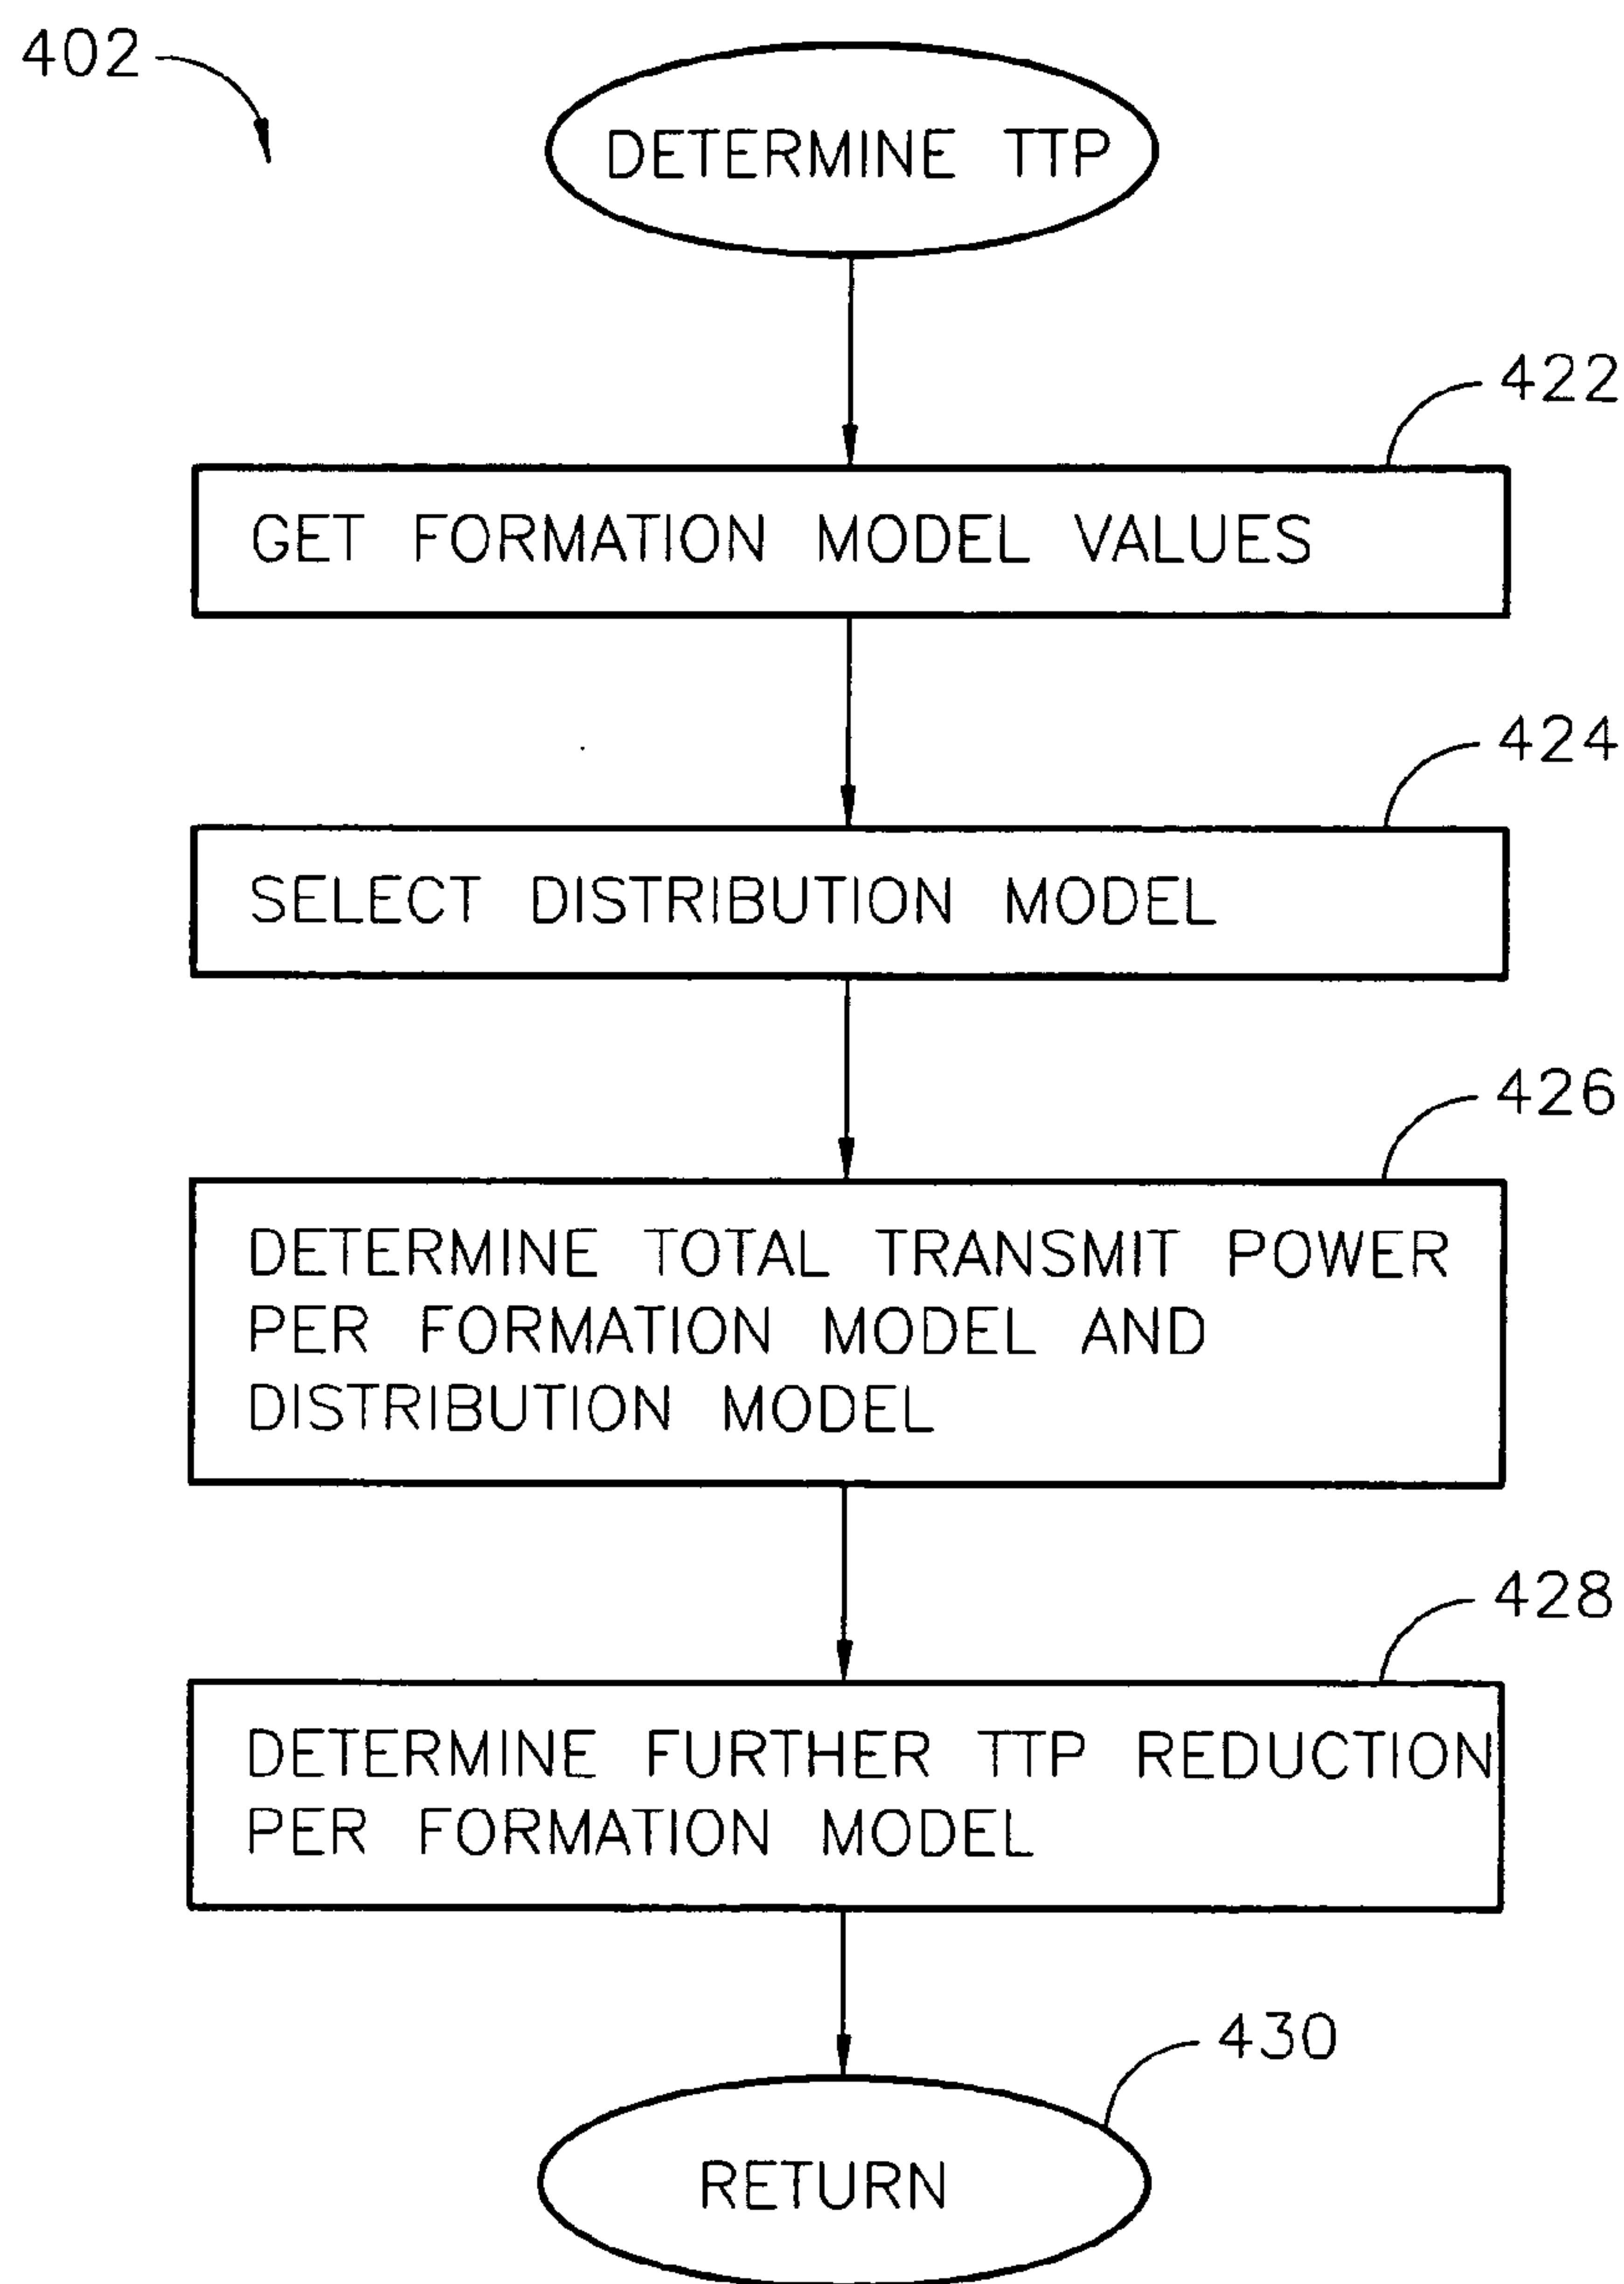 402
DETERMINE TTP
422
GET FORMATION MODEL VALUES
424
SELECT DISTRIBUTION MODEL
426
DETERMINE TOTAL TRANSMIT POWER
PER FORMATION MODEL AND
DISTRIBUTION MODEL
428
DETERMINE FURTHER TTP REDUCTION
PER FORMATION MODEL
430
RETURN